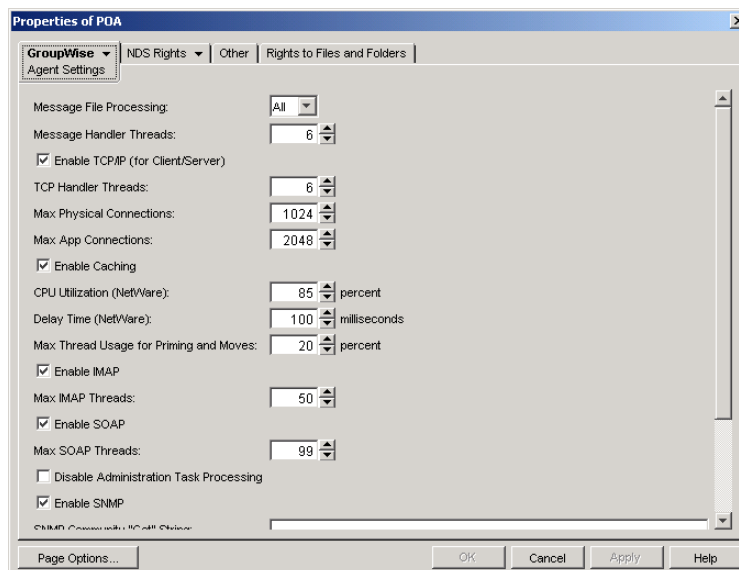 Properties of POA
GroupWise NDS Rights Other Rights to Files and Folders
Agent Settings
Message File Processing: All
Message Handler Threads: 6
Enable TCP/IP (for Client/Server)
TCP Handler Threads: 6
Max Physical Connections: 1024
Max App Connections: 2048
Enable Caching
CPU Utilization (NetWare): 85 percent
Delay Time (NetWare): 100 milliseconds
Max Thread Usage for Priming and Moves: 20 percent
Enable IMAP
Max IMAP Threads: 50
Enable SOAP
Max SOAP Threads: 99
Disable Administration Task Processing
Enable SNMP
SNMP Community "Get" String:
Page Options... OK Cancel Apply Help